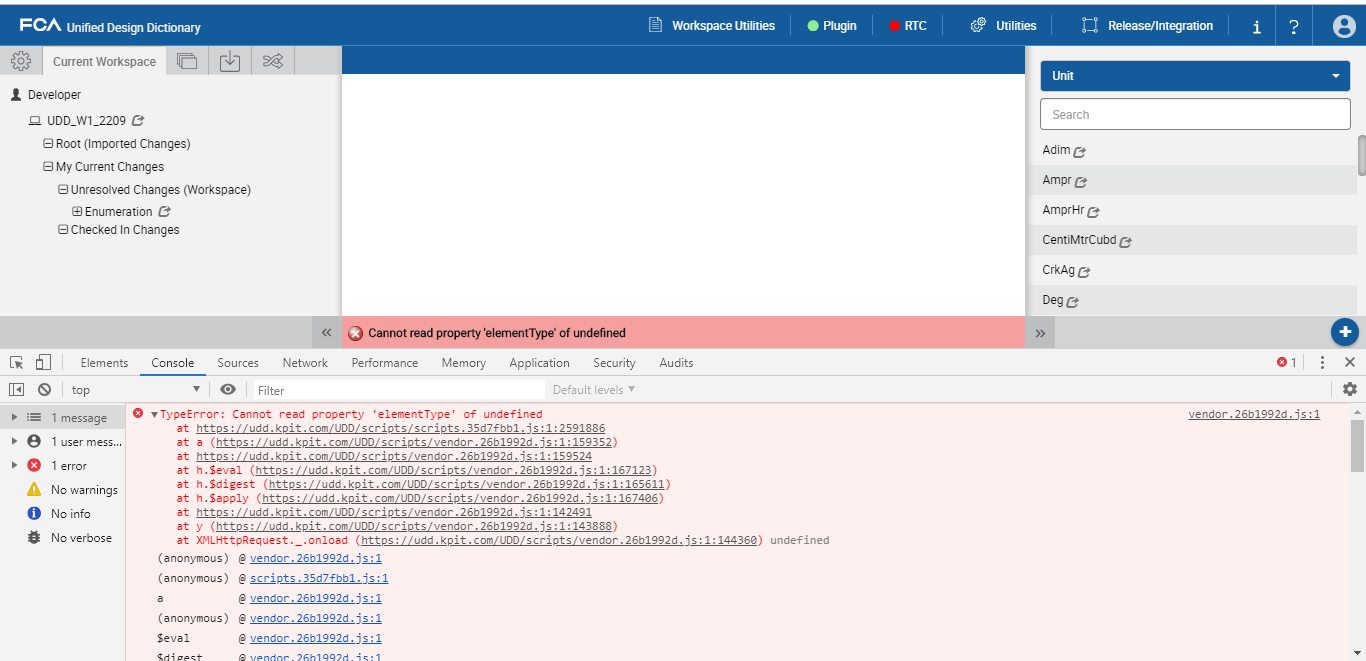 FCA Unified Design Dictionary
Workspace Utilities
Plugin
RTC
Utilities
Release/Integration
i
?
Current Workspace
Developer
UDD_W1_2209
Root (Imported Changes)
My Current Changes
Unresolved Changes (Workspace)
Enumeration
Checked In Changes
Unit
Search
Adim
Ampr
AmprHr
CentiMtrCubd
CrkAg
Deg
«
Cannot read property 'elementType' of undefined
»
+
Elements Console Sources Network Performance Memory Application Security Audits
1
top
Filter
Default levels ▼
1 message
1 user mess...
1 error
No warnings
No info
No verbose
▼TypeError: Cannot read property 'elementType' of undefined vendor.26b1992d.js:1
at https://udd.kpit.com/UDD/scripts/scripts.35d7fbb1.js:1:2591886
at a (https://udd.kpit.com/UDD/scripts/vendor.26b1992d.js:1:159352)
at https://udd.kpit.com/UDD/scripts/vendor.26b1992d.js:1:159524
at h.$eval (https://udd.kpit.com/UDD/scripts/vendor.26b1992d.js:1:167123)
at h.$digest (https://udd.kpit.com/UDD/scripts/vendor.26b1992d.js:1:165611)
at h.$apply (https://udd.kpit.com/UDD/scripts/vendor.26b1992d.js:1:167406)
at https://udd.kpit.com/UDD/scripts/vendor.26b1992d.js:1:142491
at y (https://udd.kpit.com/UDD/scripts/vendor.26b1992d.js:1:143888)
at XMLHttpRequest._.onload (https://udd.kpit.com/UDD/scripts/vendor.26b1992d.js:1:144360) undefined
(anonymous) @ vendor.26b1992d.js:1
(anonymous) @ scripts.35d7fbb1.js:1
a @ vendor.26b1992d.js:1
(anonymous) @ vendor.26b1992d.js:1
$eval @ vendor.26b1992d.js:1
$digest @ vendor.26b1992d.js:1